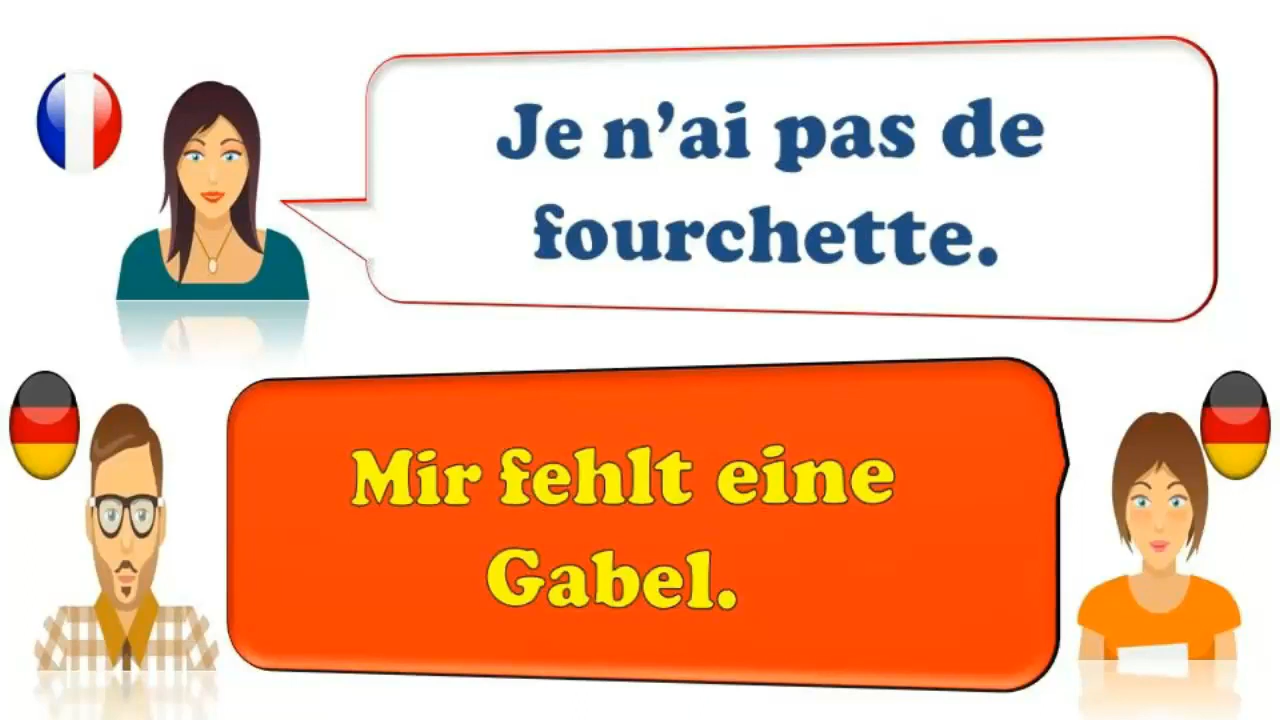 Je n’ai pas de
fourchette.
Mir fehlt eine
Gabel.